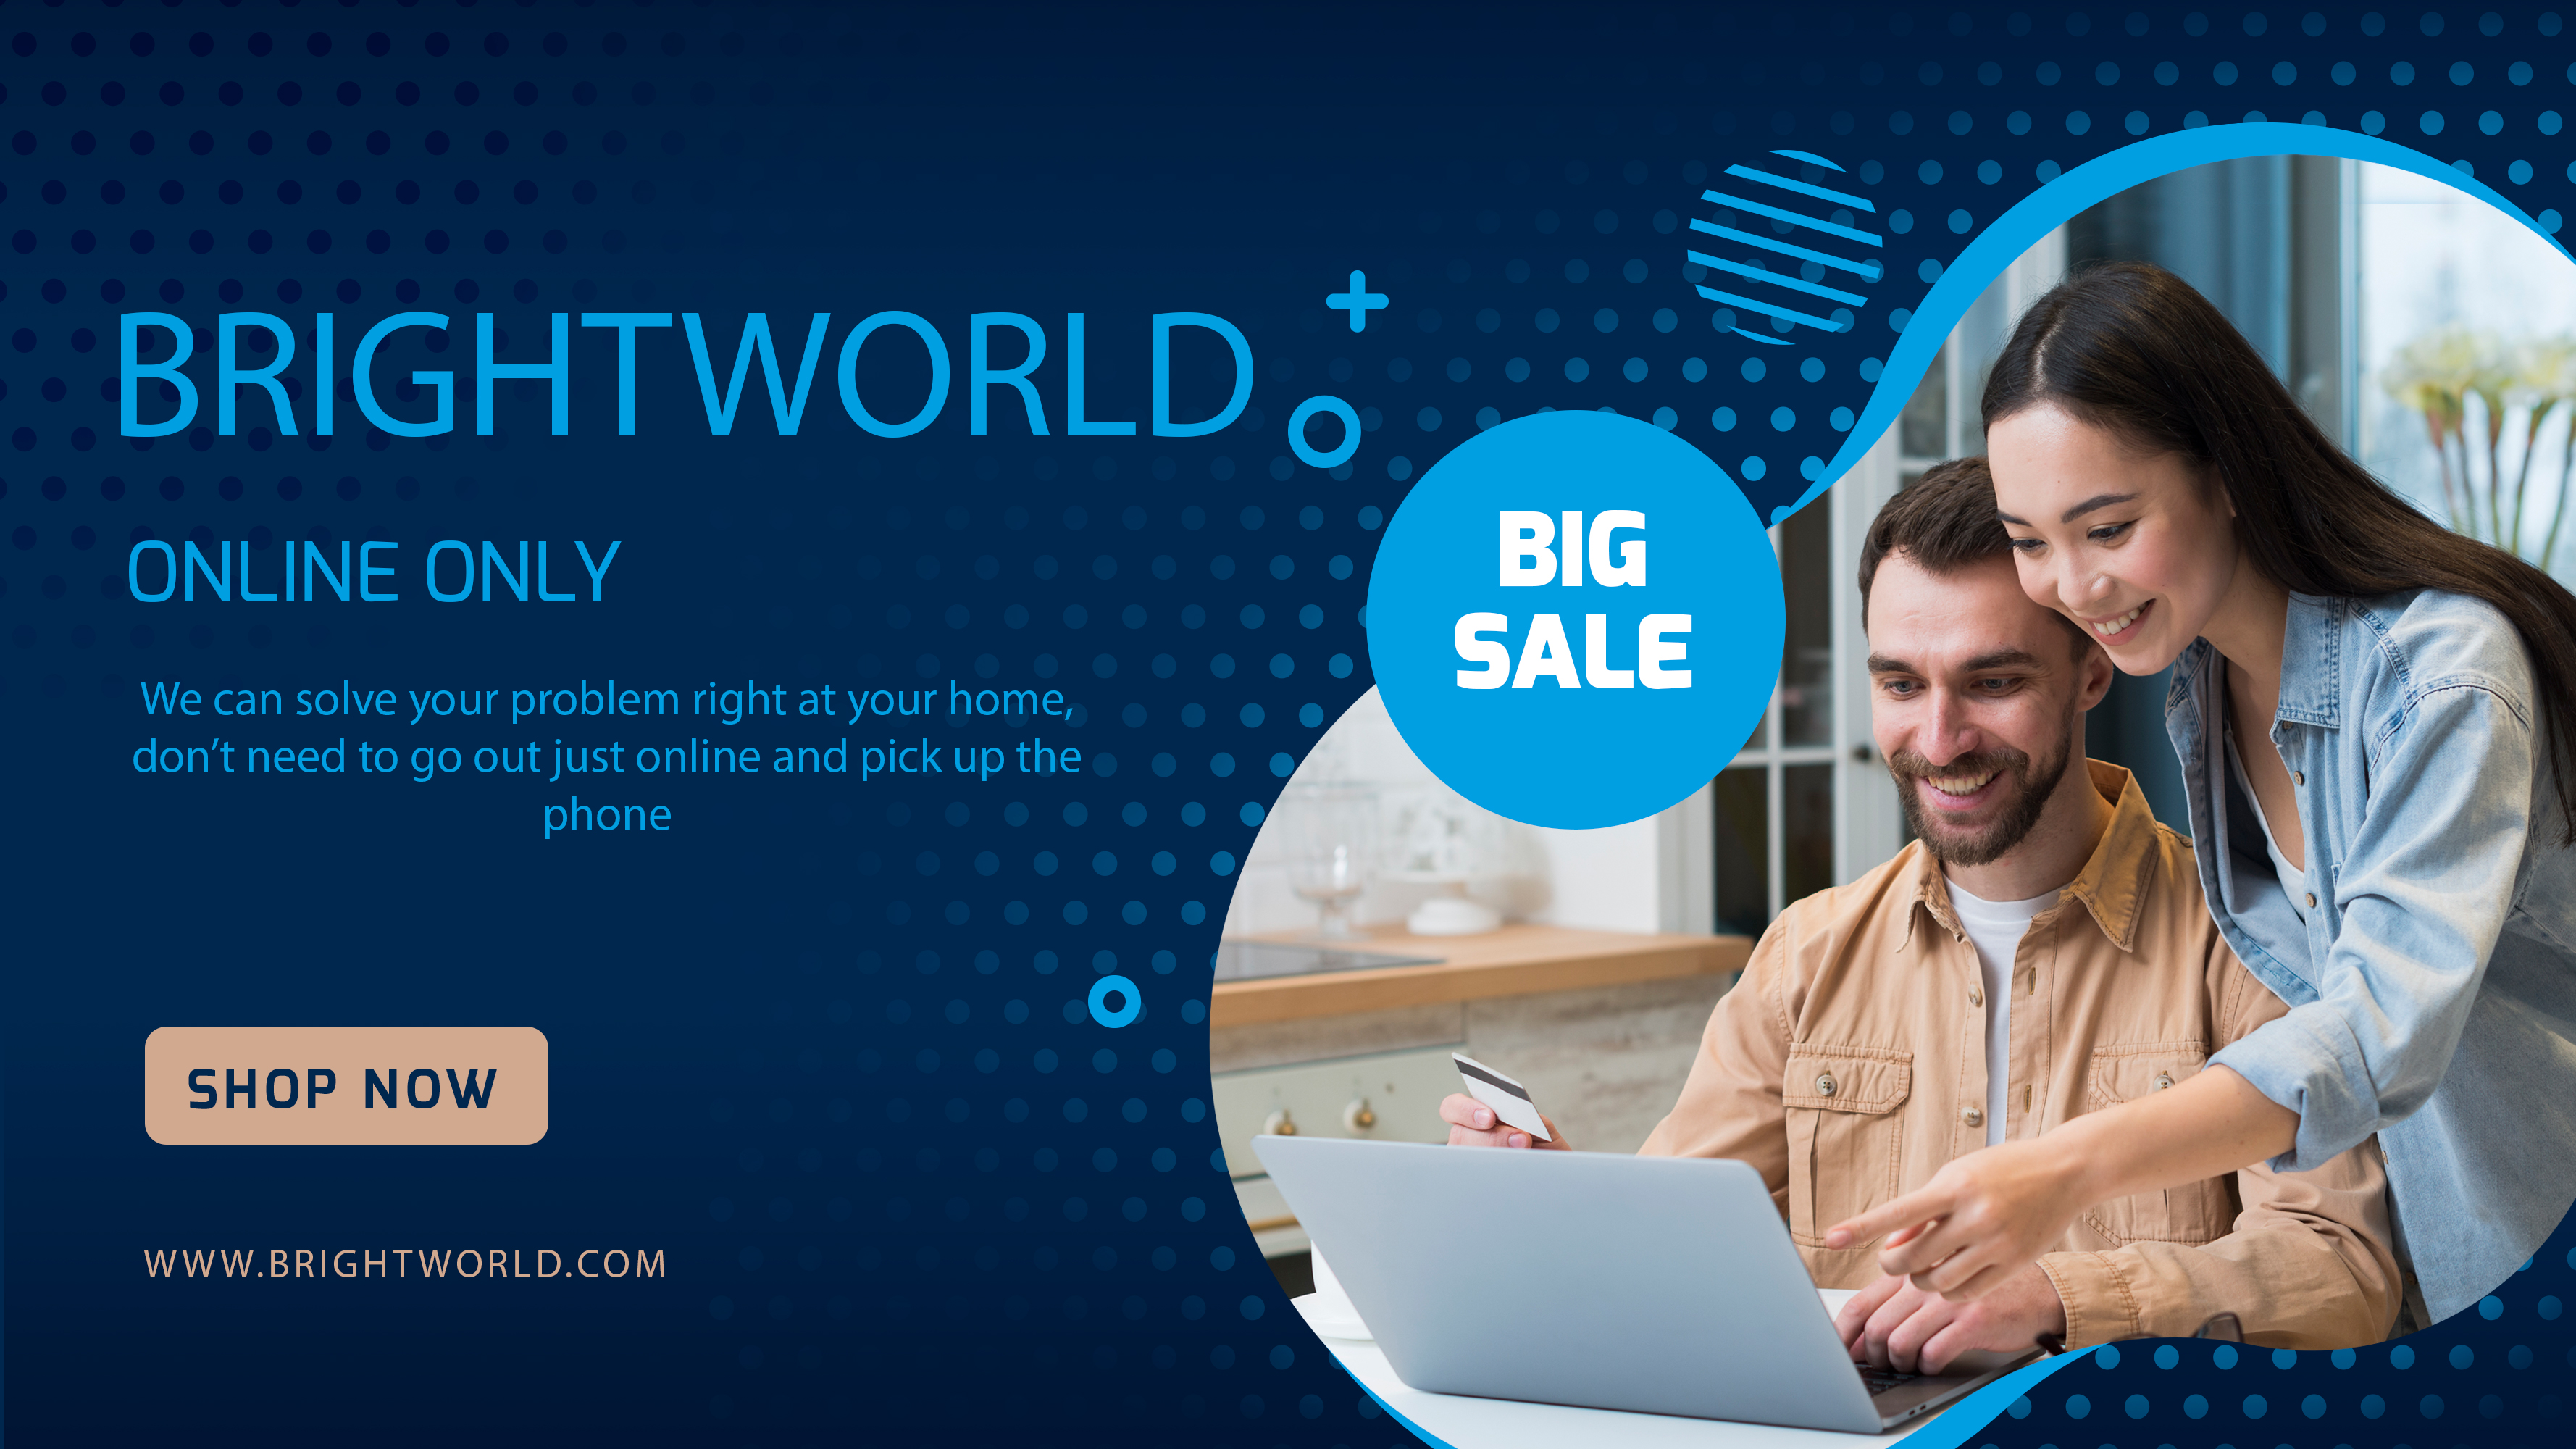 BRIGHTWORLD
ONLINE ONLY
We can solve your problem right at your home,
don’t need to go out just online and pick up the
phone
BIG
SALE
SHOP NOW
WWW.BRIGHTWORLD.COM